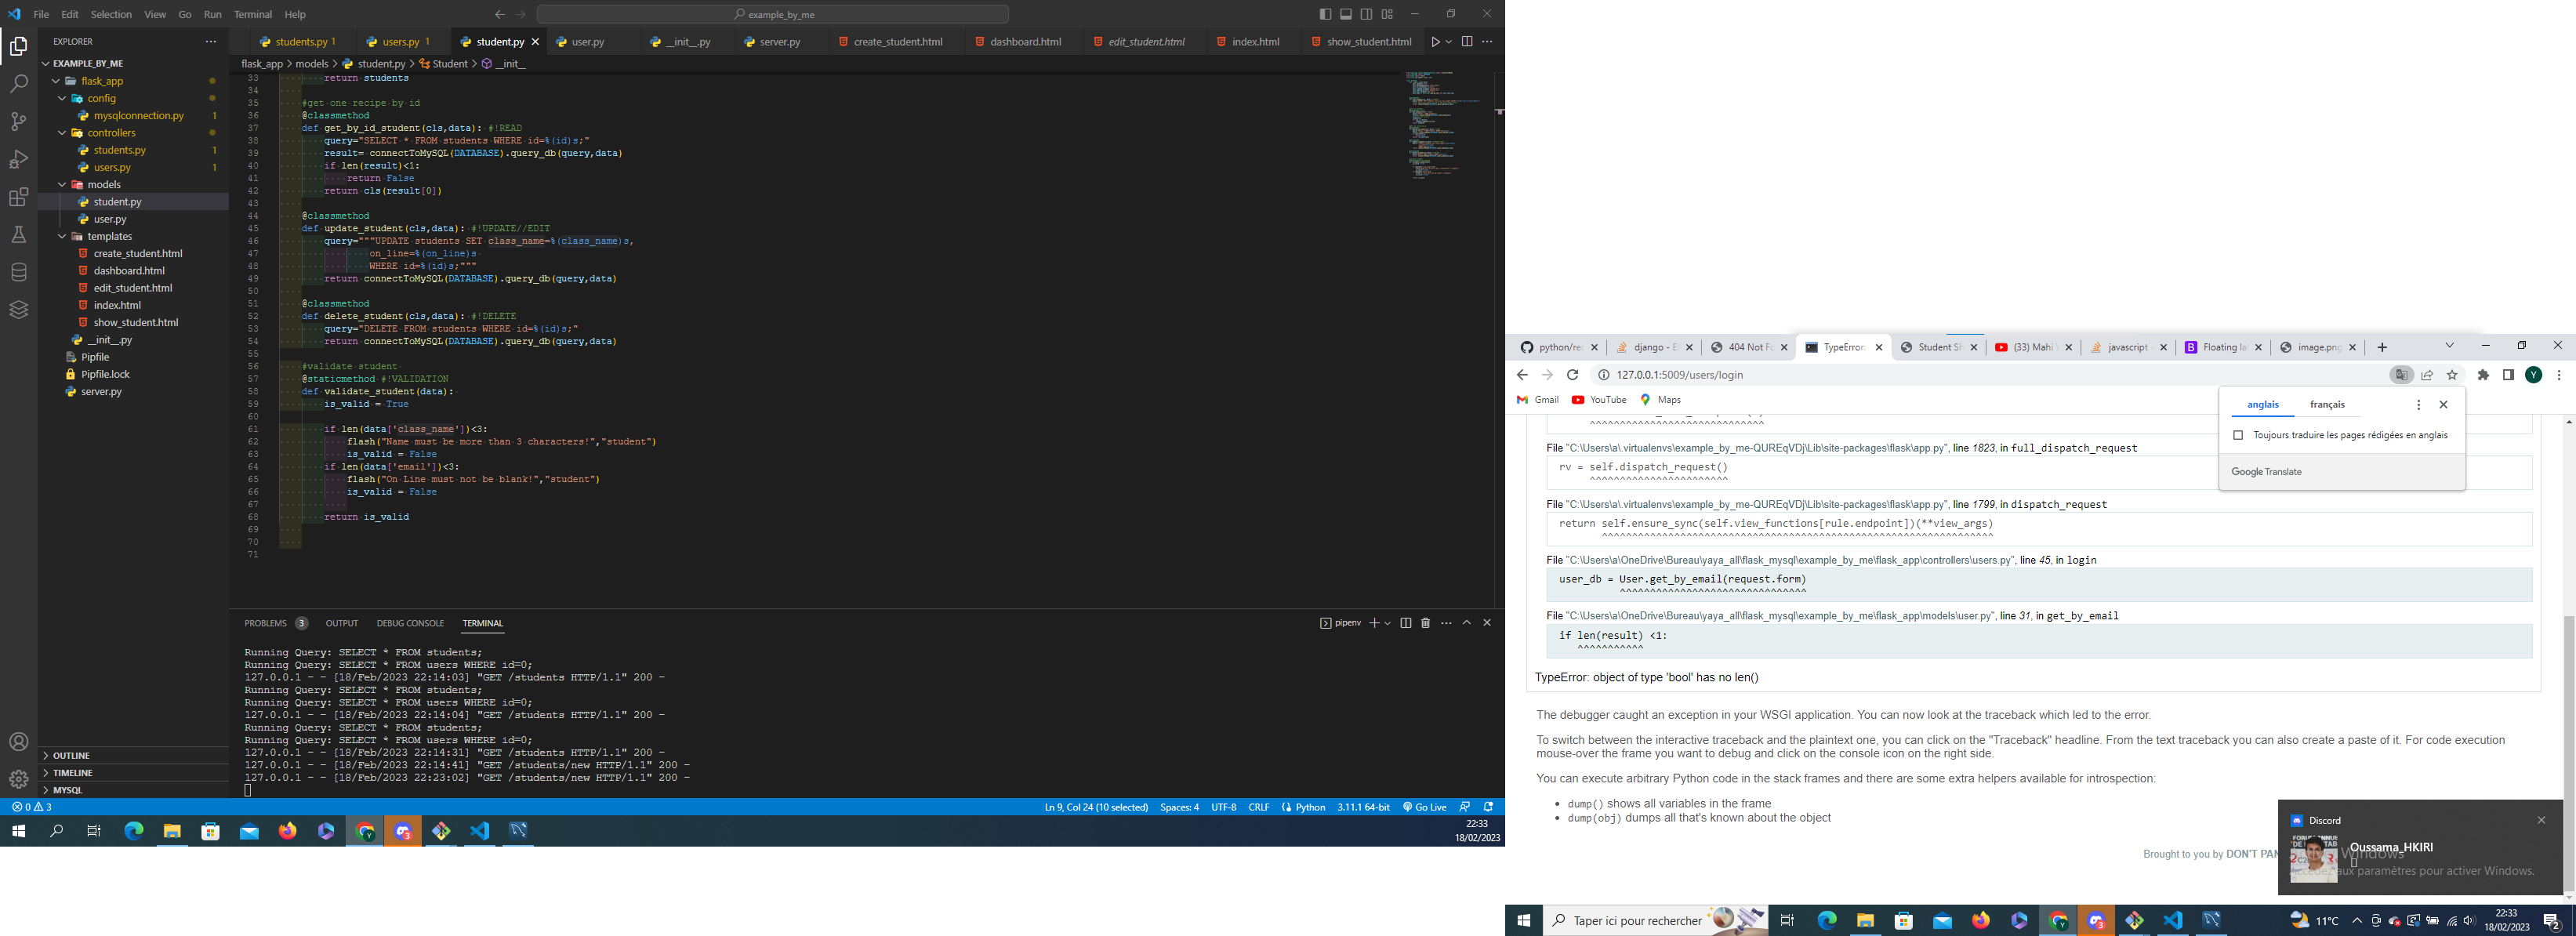 File Edit Selection View Go Run Terminal Help
example_by_me
EXPLORER
EXAMPLE_BY_ME
flask_app
config
mysqlconnection.py 1
controllers
students.py 1
users.py 1
models
student.py
user.py
templates
create_student.html
dashboard.html
edit_student.html
index.html
show_student.html
__init__.py
Pipfile
Pipfile.lock
server.py
OUTLINE
TIMELINE
MYSQL
students.py 1 users.py 1 student.py user.py __init__.py server.py create_student.html dashboard.html edit_student.html index.html show_student.html
flask_app > models > student.py > Student > __init__
33 return students
34
35 #get one recipe by id
36 @classmethod
37 def get_by_id_student(cls,data): #!READ
38 query="SELECT * FROM students WHERE id=%(id)s;"
39 result= connectToMySQL(DATABASE).query_db(query,data)
40 if len(result)<1:
41 return False
42 return cls(result[0])
43
44 @classmethod
45 def update_student(cls,data): #!UPDATE//EDIT
46 query="""UPDATE students SET class_name=%(class_name)s,
47 on_line=%(on_line)s
48 WHERE id=%(id)s;"""
49 return connectToMySQL(DATABASE).query_db(query,data)
50
51 @classmethod
52 def delete_student(cls,data): #!DELETE
53 query="DELETE FROM students WHERE id=%(id)s;"
54 return connectToMySQL(DATABASE).query_db(query,data)
55
56 #validate student
57 @staticmethod #!VALIDATION
58 def validate_student(data):
59 is_valid = True
60
61 if len(data['class_name'])<3:
62 flash("Name must be more than 3 characters!","student")
63 is_valid = False
64 if len(data['email'])<3:
65 flash("On Line must not be blank!","student")
66 is_valid = False
67
68 return is_valid
69
70
71
PROBLEMS 3 OUTPUT DEBUG CONSOLE TERMINAL
pipenv
Running Query: SELECT * FROM students;
Running Query: SELECT * FROM users WHERE id=0;
127.0.0.1 - - [18/Feb/2023 22:14:03] "GET /students HTTP/1.1" 200 -
Running Query: SELECT * FROM students;
Running Query: SELECT * FROM users WHERE id=0;
127.0.0.1 - - [18/Feb/2023 22:14:04] "GET /students HTTP/1.1" 200 -
Running Query: SELECT * FROM students;
Running Query: SELECT * FROM users WHERE id=0;
127.0.0.1 - - [18/Feb/2023 22:14:31] "GET /students HTTP/1.1" 200 -
127.0.0.1 - - [18/Feb/2023 22:14:41] "GET /students/new HTTP/1.1" 200 -
127.0.0.1 - - [18/Feb/2023 22:23:02] "GET /students/new HTTP/1.1" 200 -
0 3
Ln 9, Col 24 (10 selected) Spaces: 4 UTF-8 CRLF Python 3.11.1 64-bit Go Live
22:33
18/02/2023
python/re django - E 404 Not Fo TypeError: Student Sh (33) Mahi javascript Floating la image.png
127.0.0.1:5009/users/login
Gmail YouTube Maps
anglais français
Toujours traduire les pages rédigées en anglais
Google Translate
File "C:\Users\a\.virtualenvs\example_by_me-QUREqVDj\Lib\site-packages\flask\app.py", line 1823, in full_dispatch_request
rv = self.dispatch_request()
^^^^^^^^^^^^^^^^^^^^^^^
File "C:\Users\a\.virtualenvs\example_by_me-QUREqVDj\Lib\site-packages\flask\app.py", line 1799, in dispatch_request
return self.ensure_sync(self.view_functions[rule.endpoint])(**view_args)
^^^^^^^^^^^^^^^^^^^^^^^^^^^^^^^^^^^^^^^^^^^^^^^^^^^^^^^^^^^^^^^^^
File "C:\Users\a\OneDrive\Bureau\yaya_all\flask_mysql\example_by_me\flask_app\controllers\users.py", line 45, in login
user_db = User.get_by_email(request.form)
^^^^^^^^^^^^^^^^^^^^^^^^^^^^^^^
File "C:\Users\a\OneDrive\Bureau\yaya_all\flask_mysql\example_by_me\flask_app\models\user.py", line 31, in get_by_email
if len(result) <1:
^^^^^^^^^^^
TypeError: object of type 'bool' has no len()
The debugger caught an exception in your WSGI application. You can now look at the traceback which led to the error.
To switch between the interactive traceback and the plaintext one, you can click on the "Traceback" headline. From the text traceback you can also create a paste of it. For code execution
mouse-over the frame you want to debug and click on the console icon on the right side.
You can execute arbitrary Python code in the stack frames and there are some extra helpers available for introspection:
dump() shows all variables in the frame
dump(obj) dumps all that's known about the object
Brought to you by DON'T PAN
Discord
Oussama_HKIRI
Windows
aux paramètres pour activer Windows.
Taper ici pour rechercher
11°C
22:33
18/02/2023
2